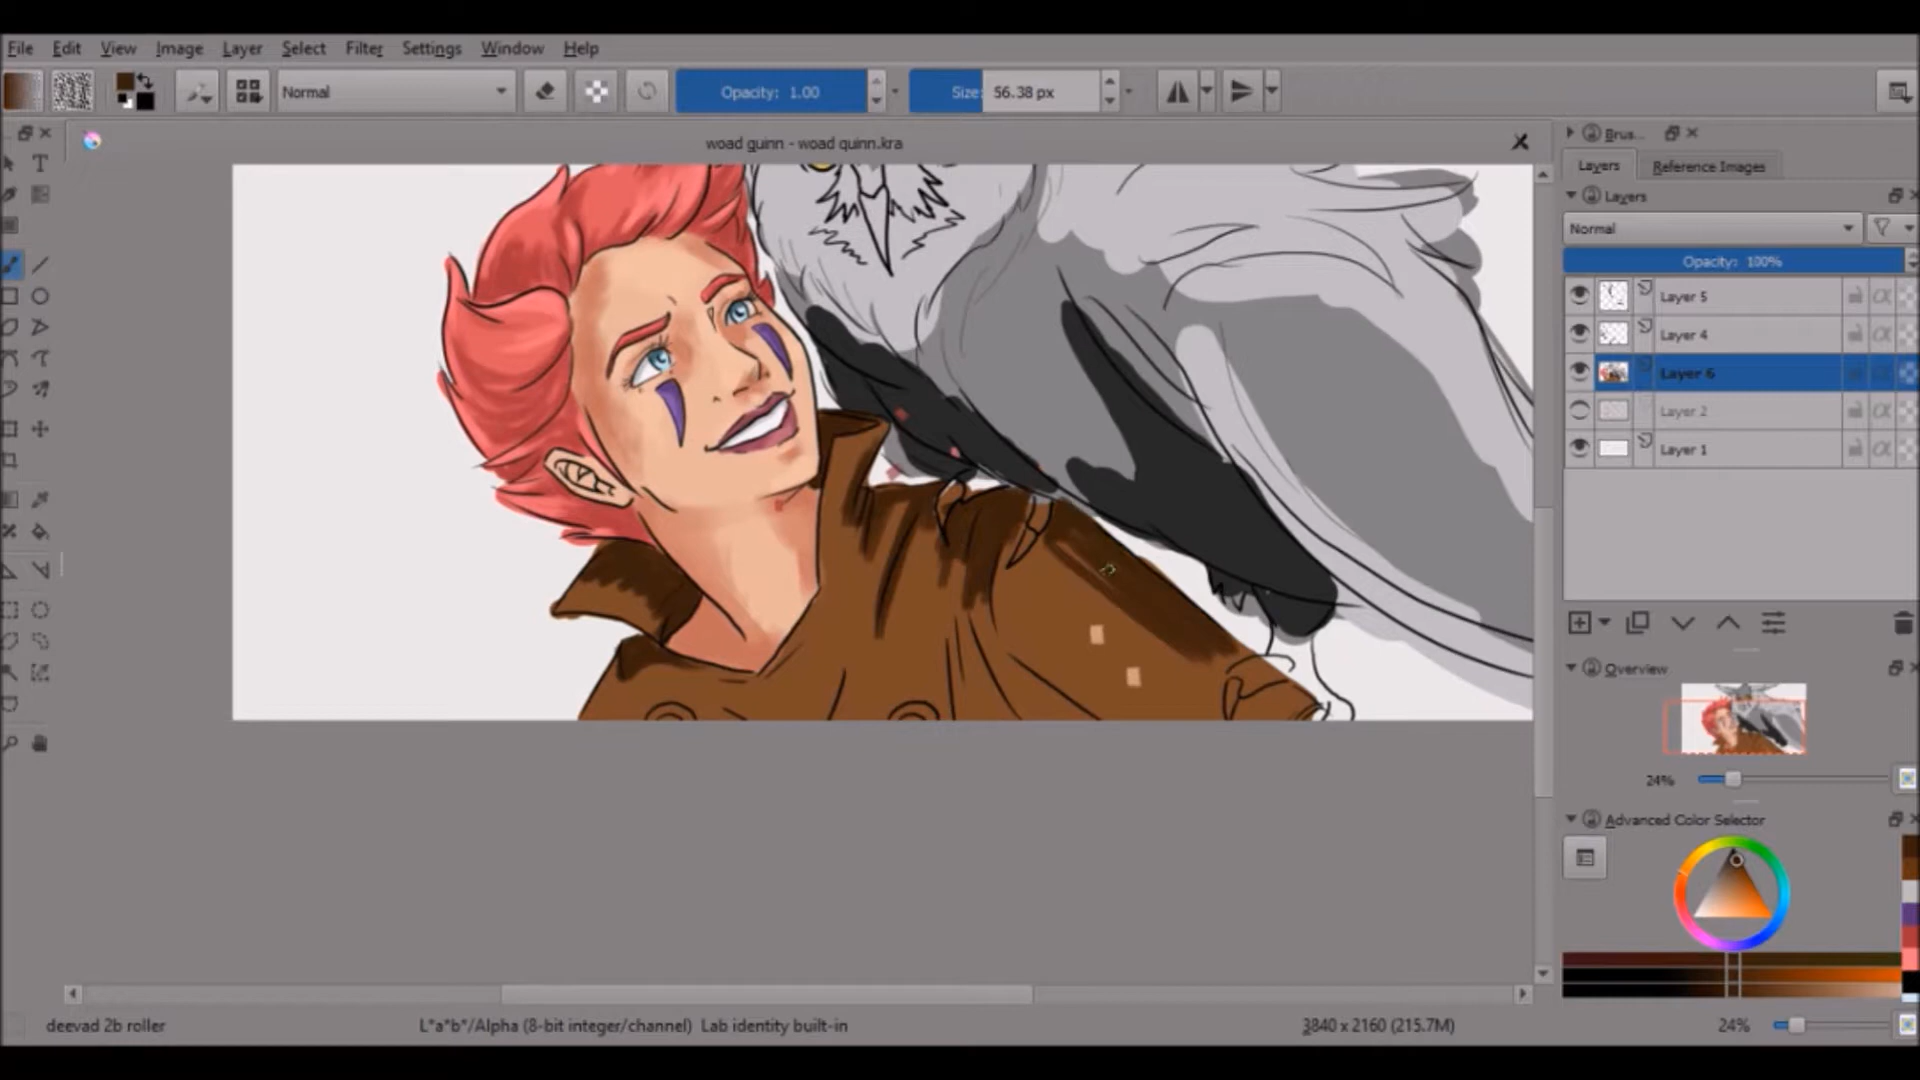 File Edit View Image Layer Select Filter Settings Window Help
Normal Opacity: 1.00 Size: 56.38 px
woad quinn - woad quinn.kra
Brus...
Layers Reference Images
Layers
Normal
Opacity: 100%
Layer 5
Layer 4
Layer 6
Layer 2
Layer 1
Overview
24%
Advanced Color Selector
deevad 2b roller L*a*b*/Alpha (8-bit integer/channel) Lab identity built-in 3840 x 2160 (215.7M) 24%